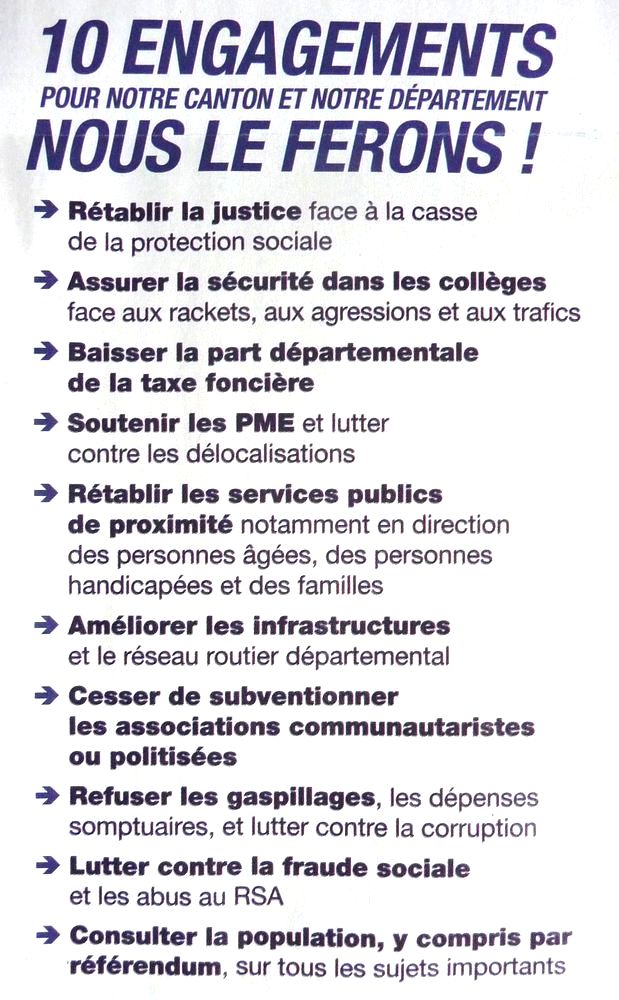 10 ENGAGEMENTS
POUR NOTRE CANTON ET NOTRE DÉPARTEMENT
NOUS LE FERONS !
➔ Rétablir la justice face à la casse
de la protection sociale
➔ Assurer la sécurité dans les collèges
face aux rackets, aux agressions et aux trafics
➔ Baisser la part départementale
de la taxe foncière
➔ Soutenir les PME et lutter
contre les délocalisations
➔ Rétablir les services publics
de proximité notamment en direction
des personnes âgées, des personnes
handicapées et des familles
➔ Améliorer les infrastructures
et le réseau routier départemental
➔ Cesser de subventionner
les associations communautaristes
ou politisées
➔ Refuser les gaspillages, les dépenses
somptuaires, et lutter contre la corruption
➔ Lutter contre la fraude sociale
et les abus au RSA
➔ Consulter la population, y compris par
référendum, sur tous les sujets importants